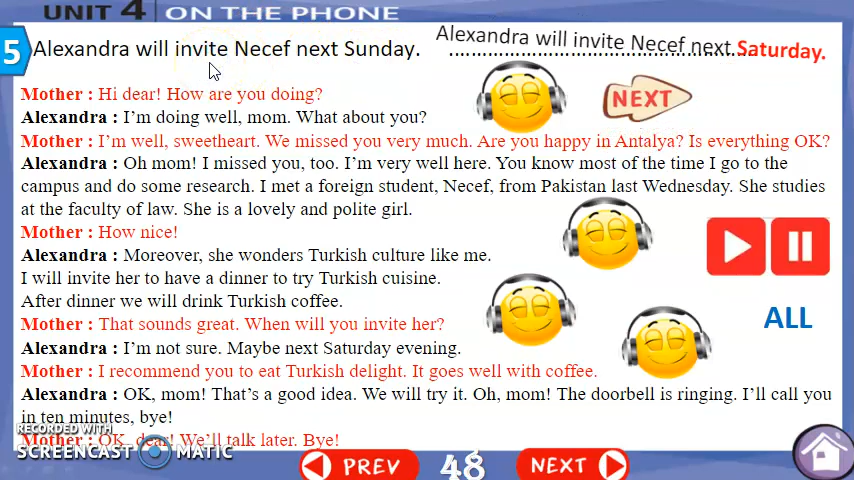 UNIT 4 ON THE PHONE
5 Alexandra will invite Necef next Sunday.
Alexandra will invite Necef next Saturday.
NEXT
Mother : Hi dear! How are you doing?
Alexandra : I'm doing well, mom. What about you?
Mother : I'm well, sweetheart. We missed you very much. Are you happy in Antalya? Is everything OK?
Alexandra : Oh mom! I missed you, too. I'm very well here. You know most of the time I go to the
campus and do some research. I met a foreign student, Necef, from Pakistan last Wednesday. She studies
at the faculty of law. She is a lovely and polite girl.
Mother : How nice!
Alexandra : Moreover, she wonders Turkish culture like me.
I will invite her to have a dinner to try Turkish cuisine.
After dinner we will drink Turkish coffee.
Mother : That sounds great. When will you invite her?
Alexandra : I'm not sure. Maybe next Saturday evening.
Mother : I recommend you to eat Turkish delight. It goes well with coffee.
Alexandra : OK, mom! That's a good idea. We will try it. Oh, mom! The doorbell is ringing. I'll call you
in ten minutes, bye!
Mother : OK, dear! We'll talk later. Bye!
ALL
RECORDED WITH
SCREENCAST MATIC
PREV 48 NEXT